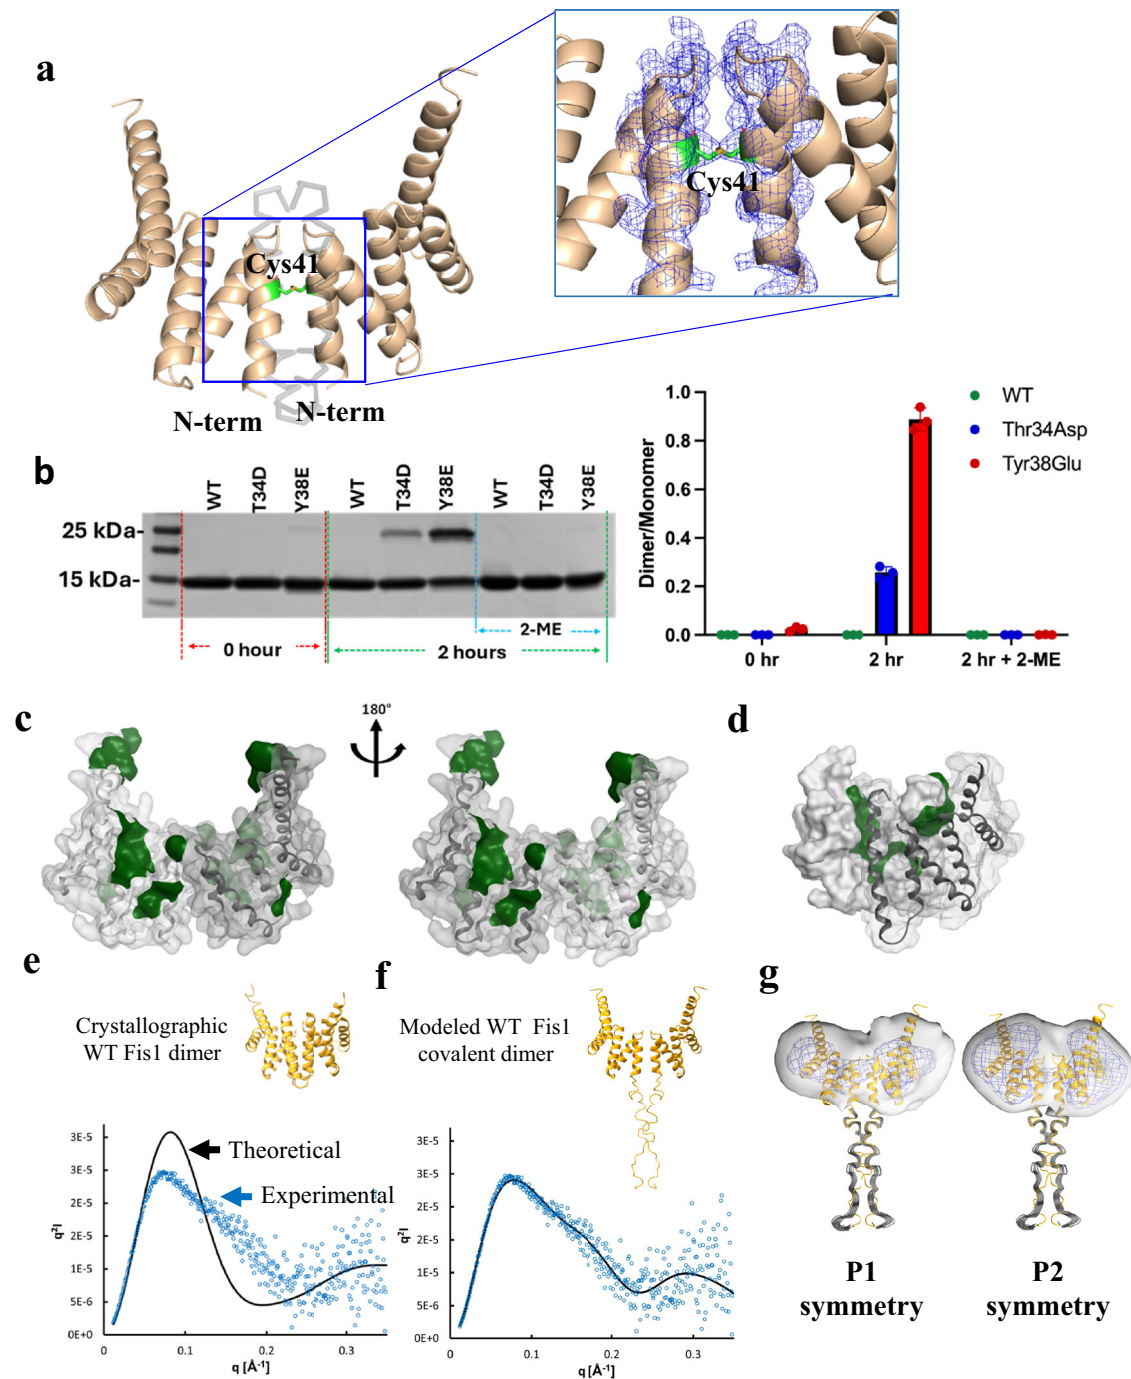 a
Cys41
Cys41
N-term
N-term
b
WT
T34D
Y38E
WT
T34D
Y38E
WT
T34D
Y38E
25 kDa-
15 kDa-
2-ME
0 hour
2 hours
Dimer/Monomer
1.0
0.8
0.6
0.4
0.2
0.0
WT
Thr34Asp
Tyr38Glu
0 hr
2 hr
2 hr + 2-ME
c
180°
d
e
Crystallographic
WT Fis1 dimer
Theoretical
Experimental
q²I
3E-5
3E-5
2E-5
2E-5
1E-5
1E-5
5E-6
0E+0
0
0.1
0.2
0.3
q [Å⁻¹]
f
Modeled WT Fis1
covalent dimer
q²I
3E-5
3E-5
2E-5
2E-5
1E-5
1E-5
5E-6
0E+0
0
0.1
0.2
0.3
q [Å⁻¹]
g
P1
symmetry
P2
symmetry